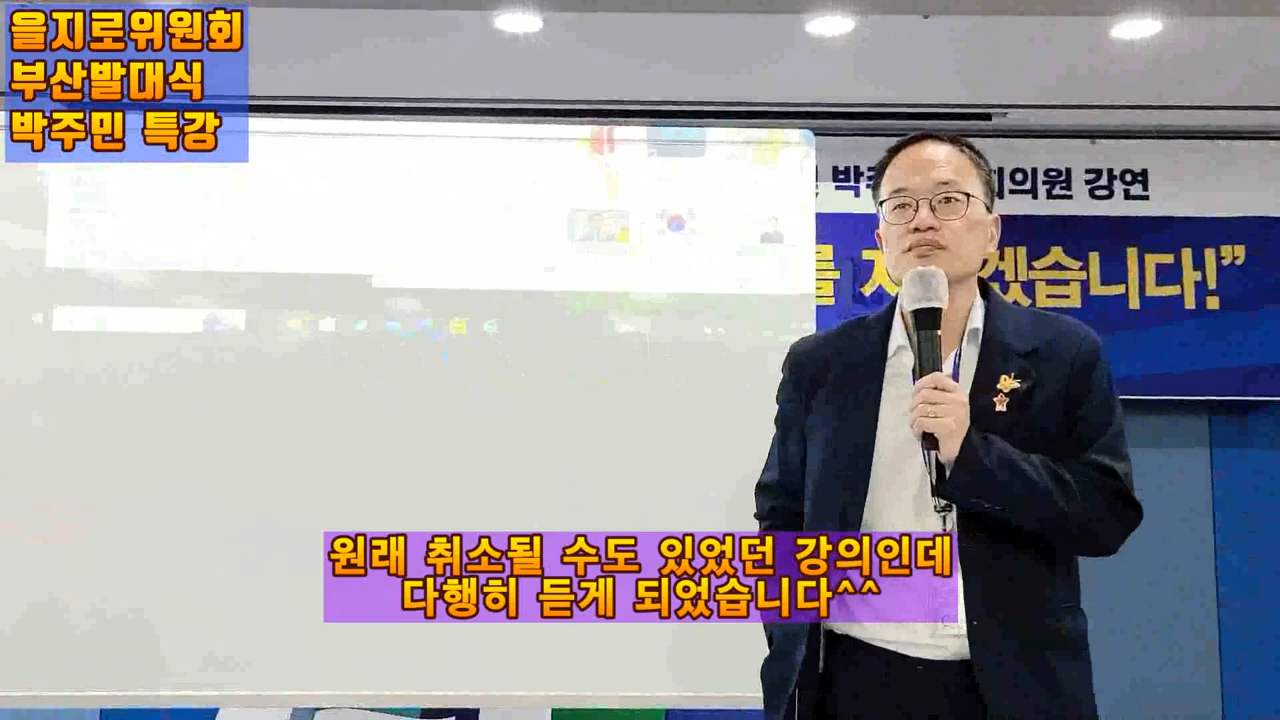 을지로위원회
부산발대식
박주민 특강
의원 강연
겠습니다!”
원래 취소될 수도 있었던 강의인데
다행히 듣게 되었습니다^^